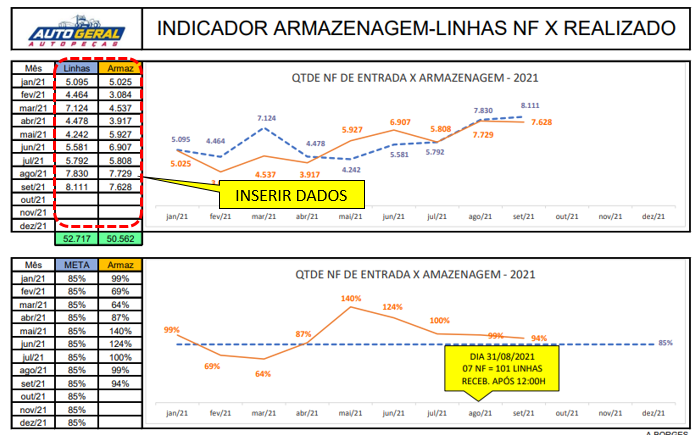 AUTO GERAL
AUTOPEÇAS
INDICADOR ARMAZENAGEM-LINHAS NF X REALIZADO
Mês Linhas Armaz
jan/21 5.095 5.025
fev/21 4.464 3.084
mar/21 7.124 4.537
abr/21 4.478 3.917
mai/21 4.242 5.927
jun/21 5.581 6.907
jul/21 5.792 5.808
ago/21 7.830 7.729
set/21 8.111 7.628
out/21
nov/21
dez/21
52.717 50.562
QTDE NF DE ENTRADA X ARMAZENAGEM - 2021
5.095 4.464 7.124 4.478 4.242 5.581 5.792 7.830 8.111
5.025 4.537 3.917 5.927 6.907 5.808 7.729 7.628
INSERIR DADOS
jan/21 fev/21 mar/21 abr/21 mai/21 jun/21 jul/21 ago/21 set/21 out/21 nov/21 dez/21
Mês META Armaz
jan/21 85% 99%
fev/21 85% 69%
mar/21 85% 64%
abr/21 85% 87%
mai/21 85% 140%
jun/21 85% 124%
jul/21 85% 100%
ago/21 85% 99%
set/21 85% 94%
out/21 85%
nov/21 85%
dez/21 85%
QTDE NF DE ENTRADA X AMAZENAGEM - 2021
99% 69% 64% 87% 140% 124% 100% 99% 94% 85%
DIA 31/08/2021
07 NF = 101 LINHAS
RECEB. APÓS 12:00H
jan/21 fev/21 mar/21 abr/21 mai/21 jun/21 jul/21 ago/21 set/21 out/21 nov/21 dez/21
A.BORGES